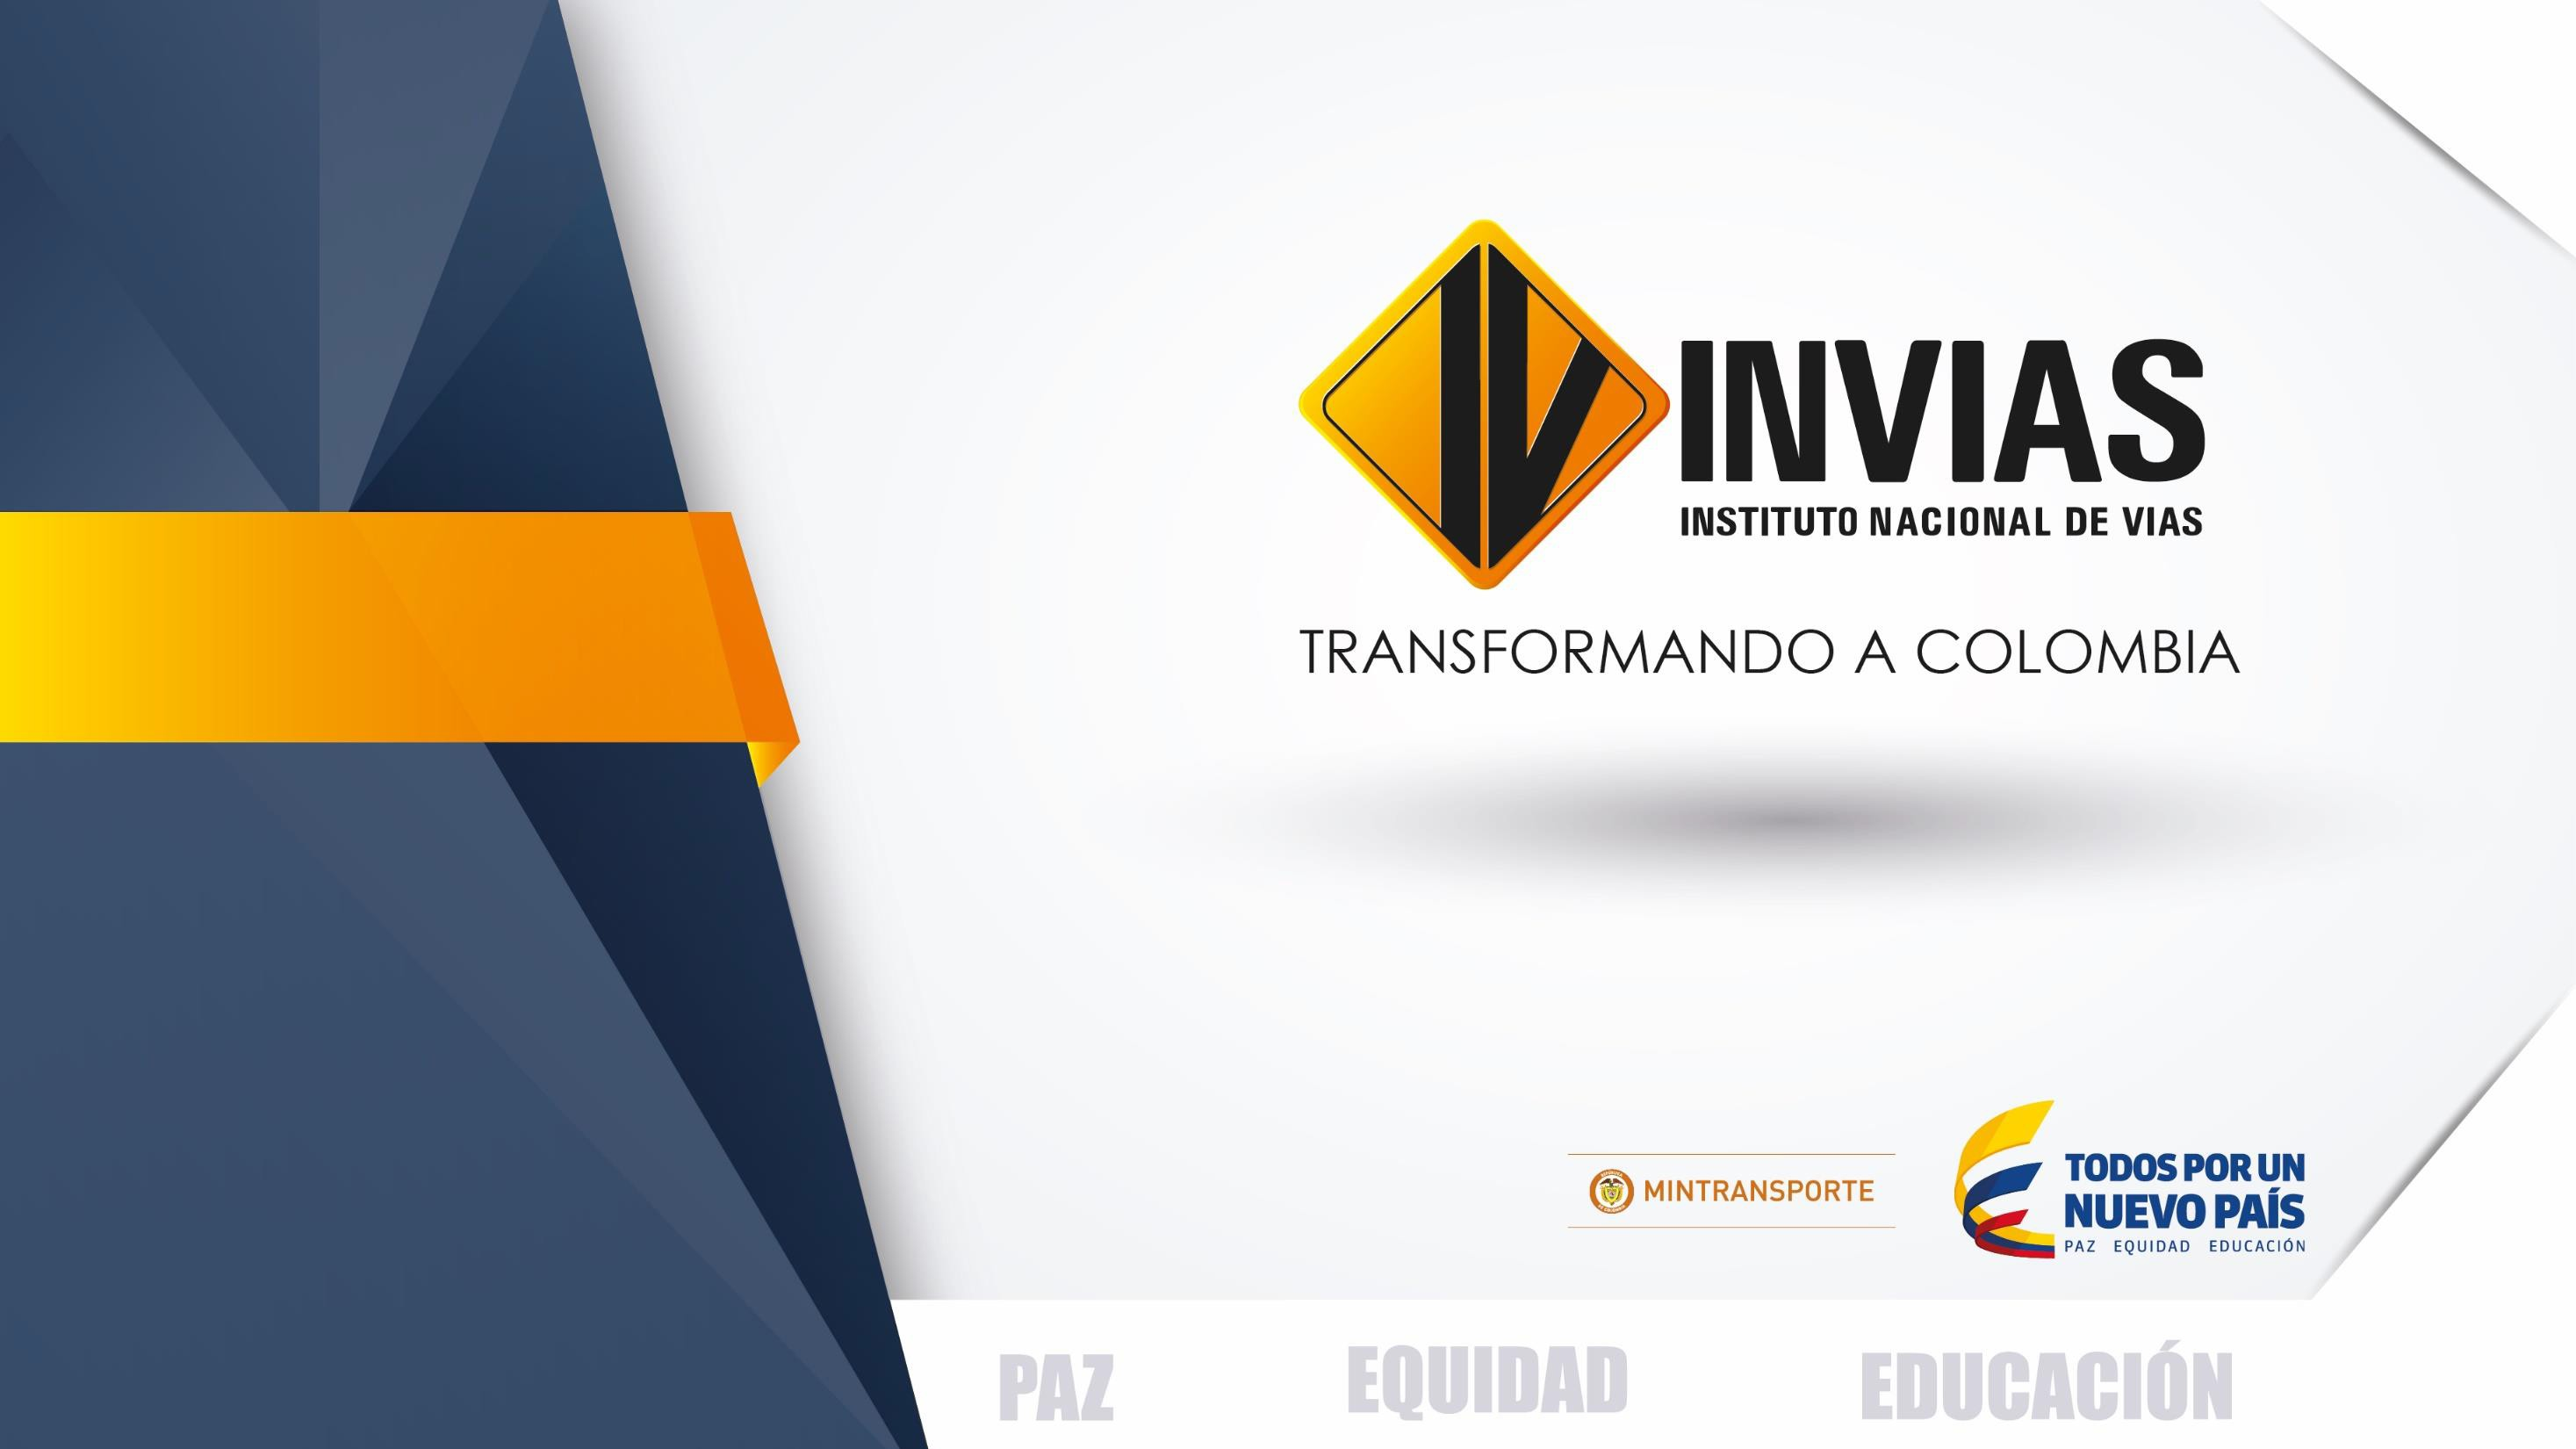 INVIAS
INSTITUTO NACIONAL DE VIAS
TRANSFORMANDO A COLOMBIA
MINTRANSPORTE
TODOS POR UN
NUEVO PAÍS
PAZ EQUIDAD EDUCACIÓN
PAZ EQUIDAD EDUCACIÓN